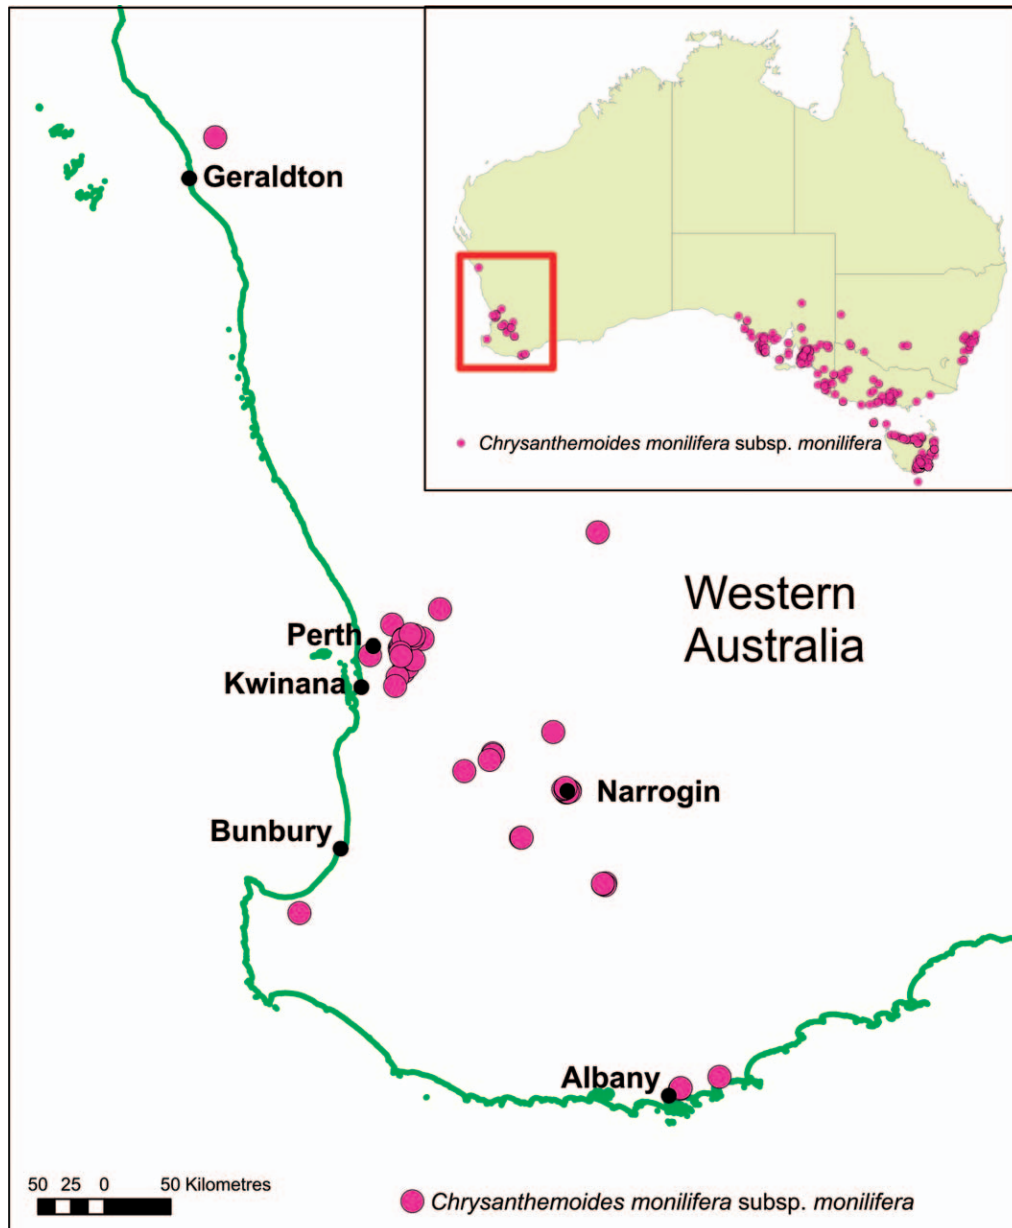 Geraldton
Chrysanthemoides monilifera subsp. monilifera
Western
Australia
Perth
Kwinana
Narrogin
Bunbury
Albany
50 25 0 50 Kilometres
Chrysanthemoides monilifera subsp. monilifera